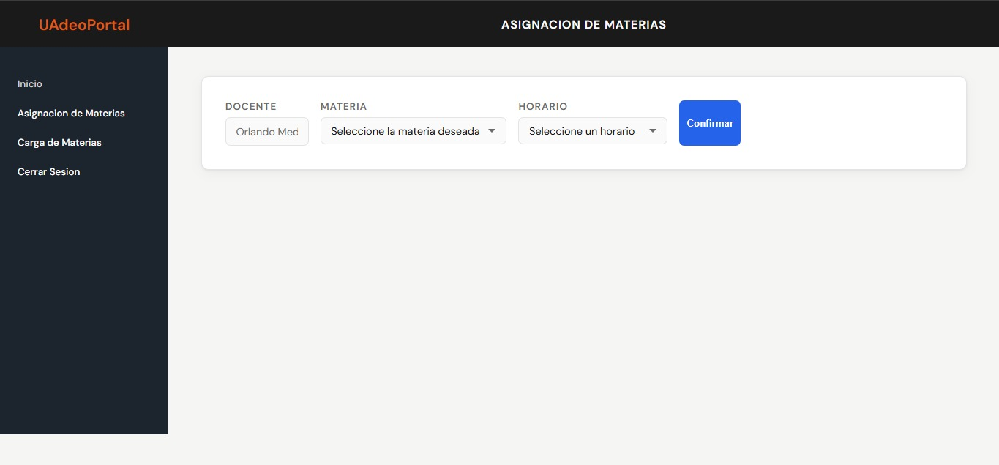 UAdeoPortal
ASIGNACION DE MATERIAS
Inicio
Asignacion de Materias
Carga de Materias
Cerrar Sesion
DOCENTE
MATERIA
HORARIO
Orlando Med
Seleccione la materia deseada
Seleccione un horario
Confirmar